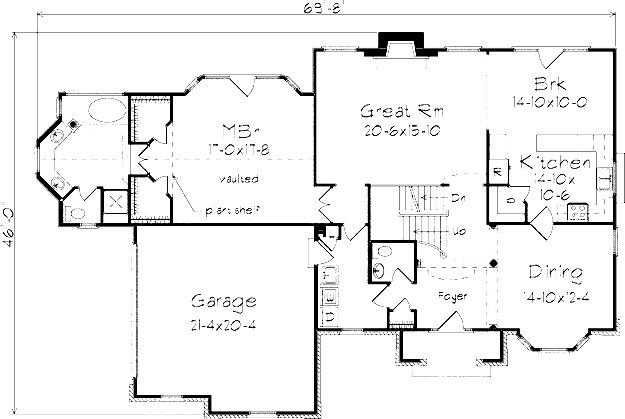 69'-8"
Brk
14-10x10-0
Great Rm
20-6x15-10
MBr
17-0x17-8
vaulted
plant shelf
Kitchen
14-10x
10-6
R
Dn
Up
46'-0"
Dining
14-10x12-4
Foyer
Garage
21-4x20-4
D